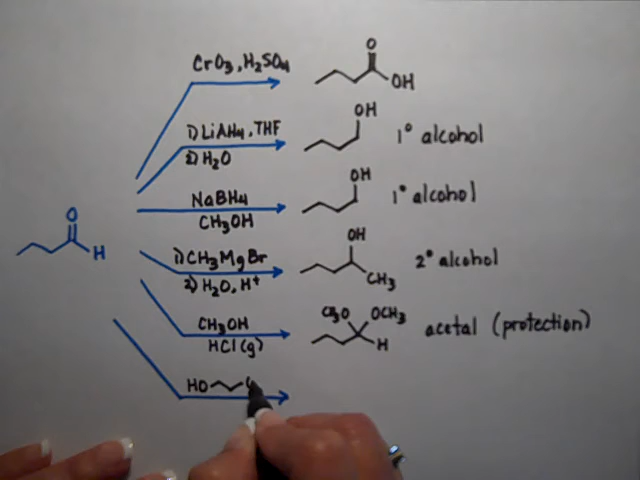 CrO3, H2SO4
O
OH
1) LiAlH4, THF
2) H2O
OH
1° alcohol
NaBH4
CH3OH
OH
1° alcohol
O
H
1) CH3MgBr
2) H2O, H+
OH
CH3
2° alcohol
CH3OH
HCl(g)
CH3O OCH3
H
acetal (protection)
HO